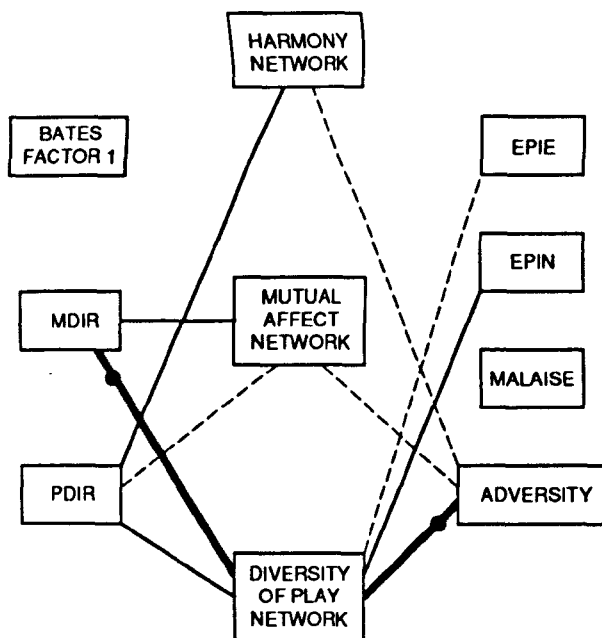 HARMONY
NETWORK
BATES
FACTOR 1
EPIE
EPIN
MDIR
MUTUAL
AFFECT
NETWORK
MALAISE
PDIR
ADVERSITY
DIVERSITY
OF PLAY
NETWORK